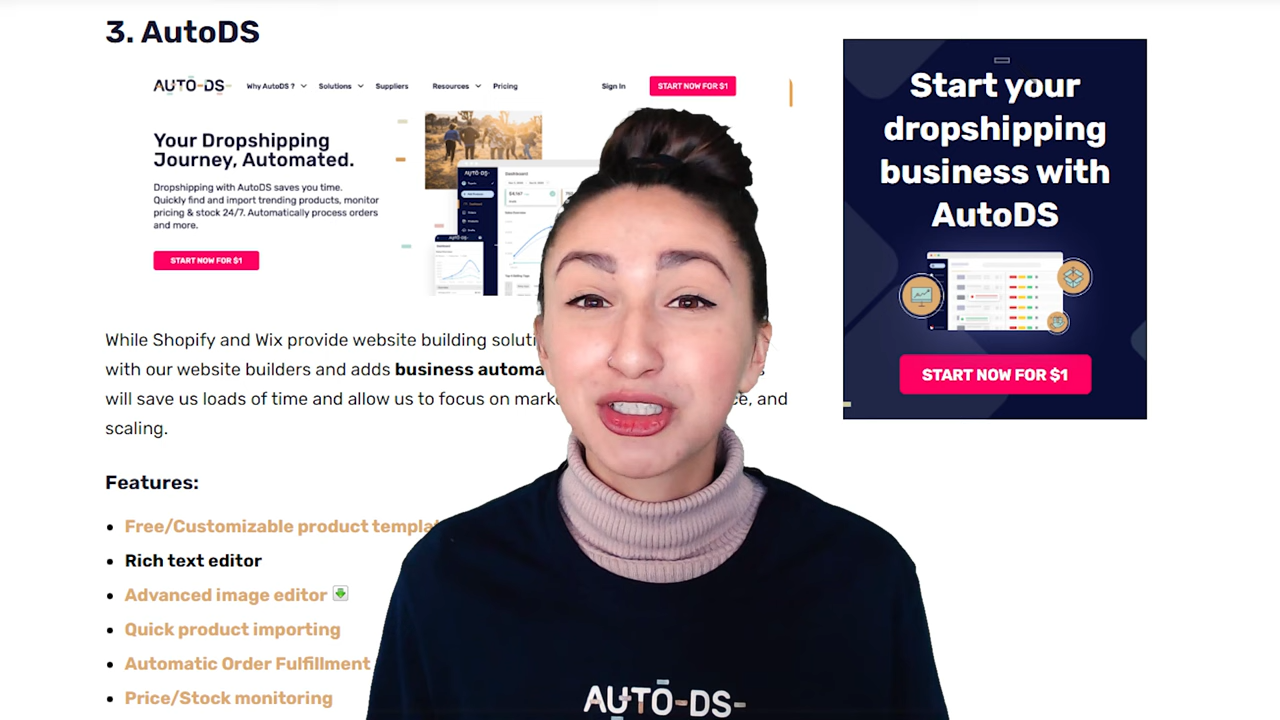 3. AutoDS
AUTO-DS-
Why AutoDS ?
Solutions
Suppliers
Resources
Pricing
Sign In
START NOW FOR $1
Your Dropshipping
Journey, Automated.
Dropshipping with AutoDS saves you time.
Quickly find and import trending products, monitor
pricing & stock 24/7. Automatically process orders
and more.
START NOW FOR $1
AUTO-DS-
Dashboard
While Shopify and Wix provide website building
with our website builders and adds business
will save us loads of time and allow us to focus on and
scaling.
Features:
Free/Customizable product
Rich text editor
Advanced image editor
Quick product importing
Automatic Order Fulfillment
Price/Stock monitoring
Start your
dropshipping
business with
AutoDS
START NOW FOR $1
AUTO-DS-